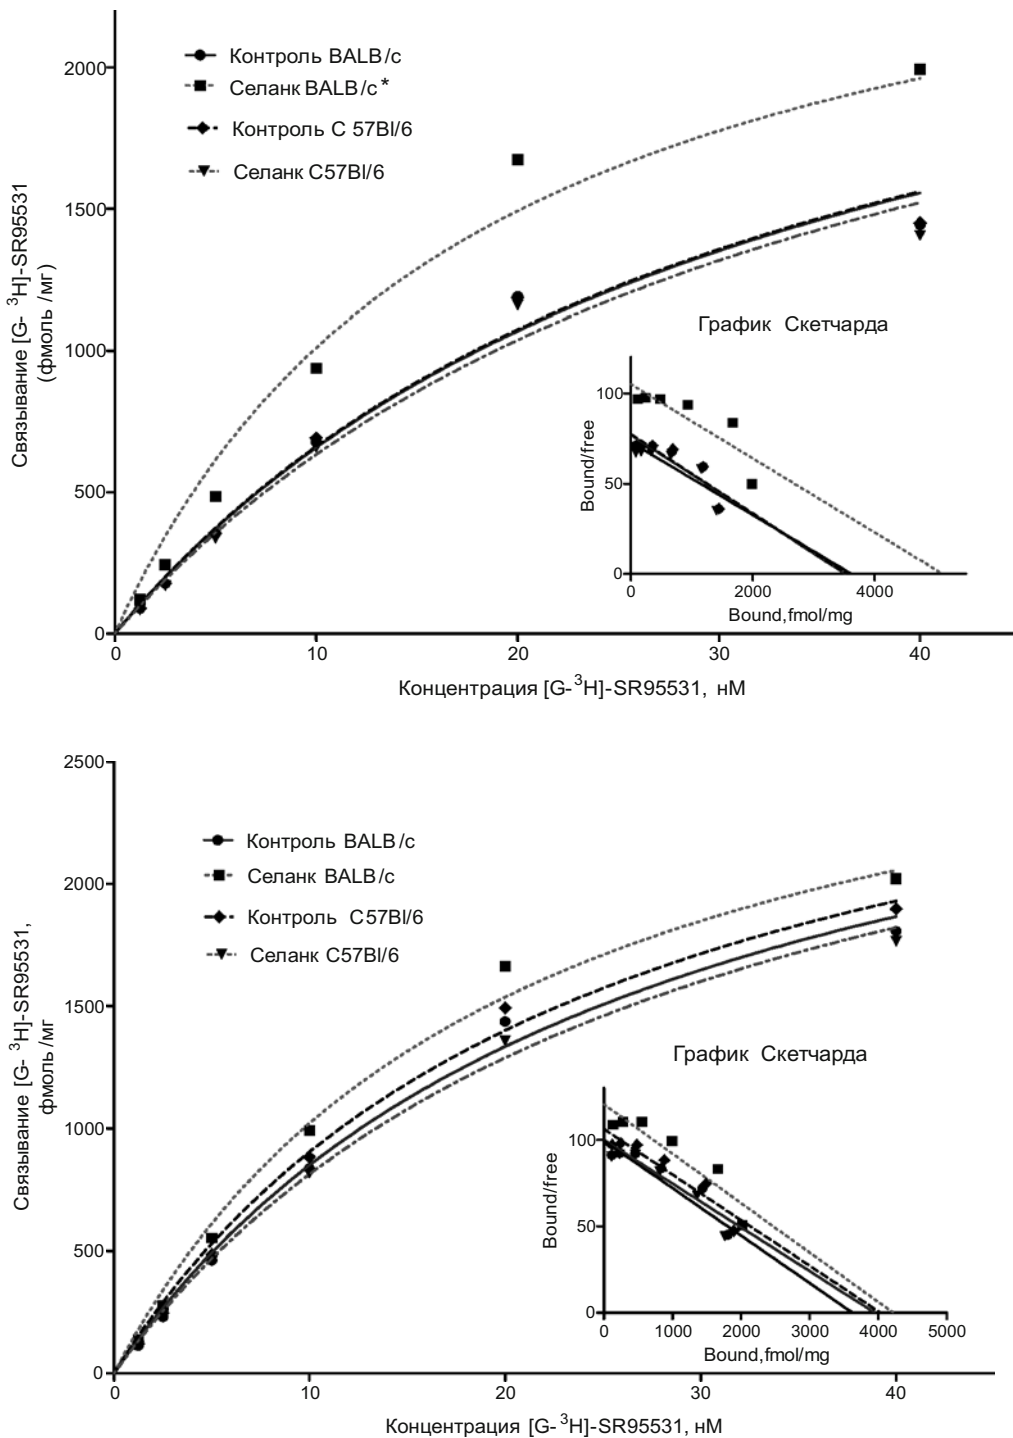 2000
1500
1000
500
0
Связывание [G- ³H]-SR95531
(фмоль /мг)
Контроль BALB/c
Селанк BALB/c *
Контроль C 57Bl/6
Селанк C57Bl/6
График Скетчарда
100
50
0
Bound/free
0 2000 4000
Bound,fmol/mg
0 10 20 30 40
Концентрация [G-³H]-SR95531, нМ
2500
2000
1500
1000
500
0
Связывание [G- ³H]-SR95531,
фмоль /мг
Контроль BALB/c
Селанк BALB/c
Контроль C57Bl/6
Селанк C57Bl/6
График Скетчарда
100
50
0
Bound/free
0 1000 2000 3000 4000 5000
Bound,fmol/mg
0 10 20 30 40
Концентрация [G-³H]-SR95531, нМ